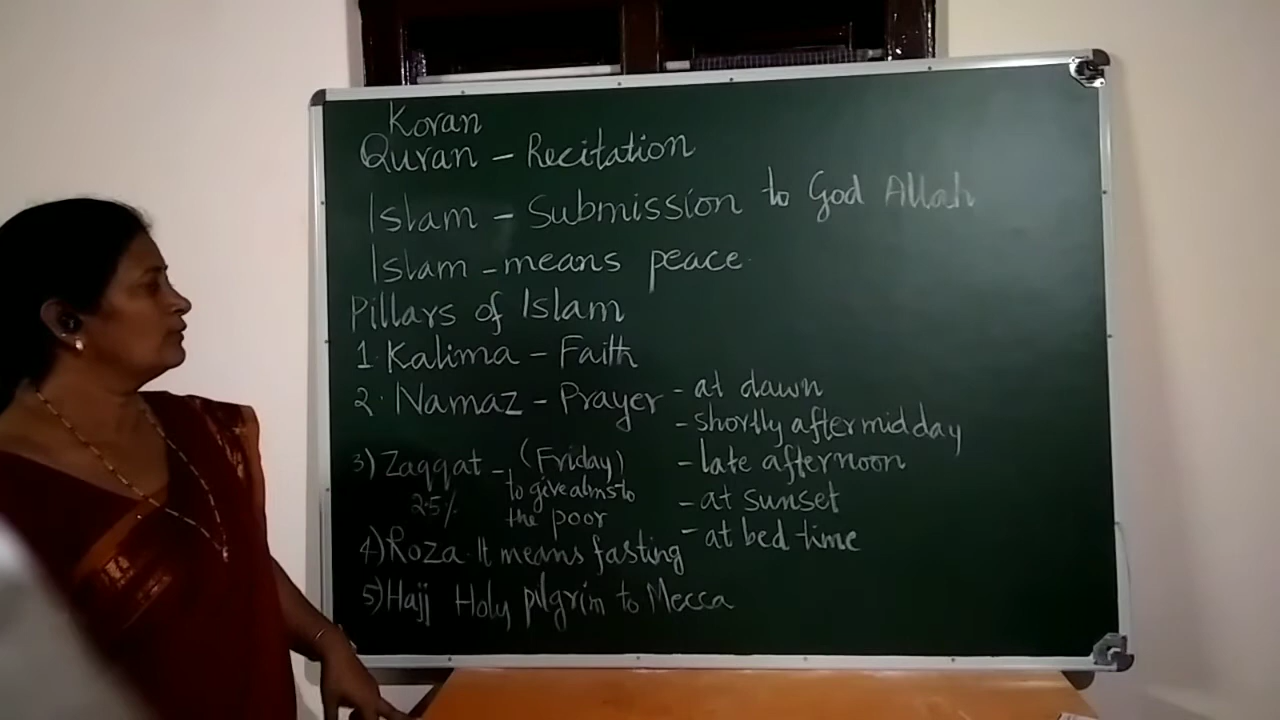 Koran
Quran - Recitation
Islam - Submission to God Allah
Islam - means peace.
Pillars of Islam
1. Kalima - Faith
2. Namaz - Prayer - at dawn
- shortly after mid day
- late afternoon
- at sunset
- at bed time
(Friday)
3) Zaqqat - to give alms to
2.5% the poor
4) Roza. It means fasting
5) Hajj Holy pilgrim to Mecca